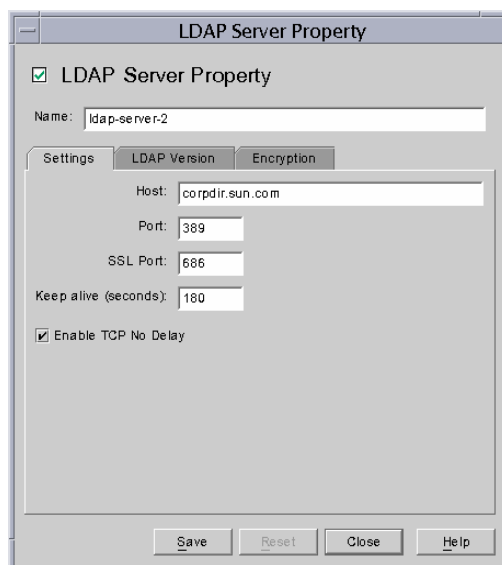 LDAP Server Property
LDAP Server Property
Name: ldap-server-2
Settings LDAP Version Encryption
Host: corpdir.sun.com
Port: 389
SSL Port: 686
Keep alive (seconds): 180
Enable TCP No Delay
Save Reset Close Help